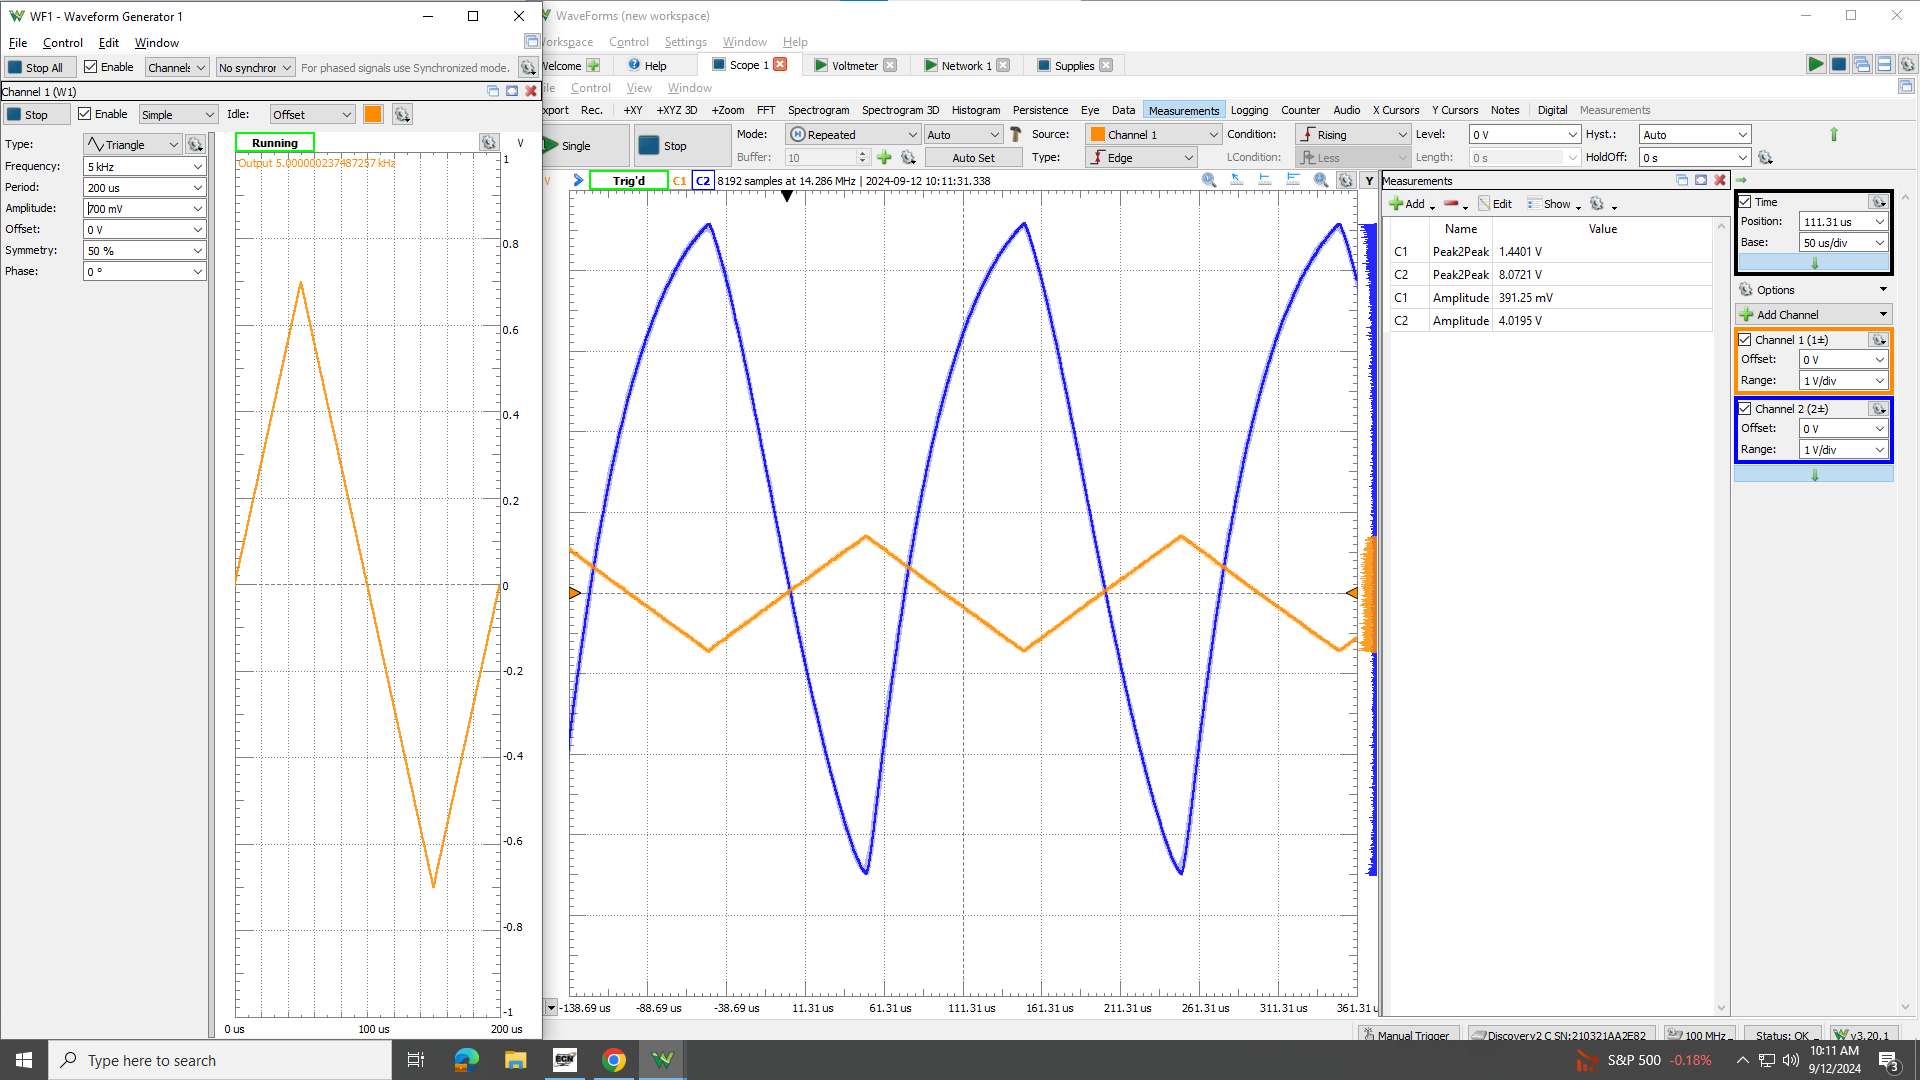 WF1 - Waveform Generator 1
File Control Edit Window
Stop All Enable Channels No synchror For phased signals use Synchronized mode.
Channel 1 (W1)
Stop Enable Simple Idle: Offset
Type: Triangle
Frequency: 5 kHz
Period: 200 us
Amplitude: 700 mV
Offset: 0 V
Symmetry: 50 %
Phase: 0 °
Running V
Output 5.000000237487257 kHz
1
0.8
0.6
0.4
0.2
0
-0.2
-0.4
-0.6
-0.8
-1
0 us 100 us 200 us
WaveForms (new workspace)
orkspace Control Settings Window Help
elcome Help Scope 1 Voltmeter Network 1 Supplies
ile Control View Window
xport Rec. +XY +XYZ 3D +Zoom FFT Spectrogram Spectrogram 3D Histogram Persistence Eye Data Measurements Logging Counter Audio X Cursors Y Cursors Notes Digital Measurements
Single Stop Mode: Repeated Auto Source: Channel 1 Condition: Rising Level: 0 V Hyst.: Auto
Buffer: 10 Auto Set Type: Edge LCondition: Less Length: 0 s HoldOff: 0 s
V Trig'd C1 C2 8192 samples at 14.286 MHz | 2024-09-12 10:11:31.338 Y
-138.69 us -88.69 us -38.69 us 11.31 us 61.31 us 111.31 us 161.31 us 211.31 us 261.31 us 311.31 us 361.31 u
Measurements
Add Edit Show
Name Value
C1 Peak2Peak 1.4401 V
C2 Peak2Peak 8.0721 V
C1 Amplitude 391.25 mV
C2 Amplitude 4.0195 V
Time
Position: 111.31 us
Base: 50 us/div
Options
Add Channel
Channel 1 (1±)
Offset: 0 V
Range: 1 V/div
Channel 2 (2±)
Offset: 0 V
Range: 1 V/div
Manual Trigger Discovery2 C SN:210321AA2E82 100 MHz Status: OK v3.20.1
Type here to search ECN S&P 500 -0.18% 10:11 AM
9/12/2024 3